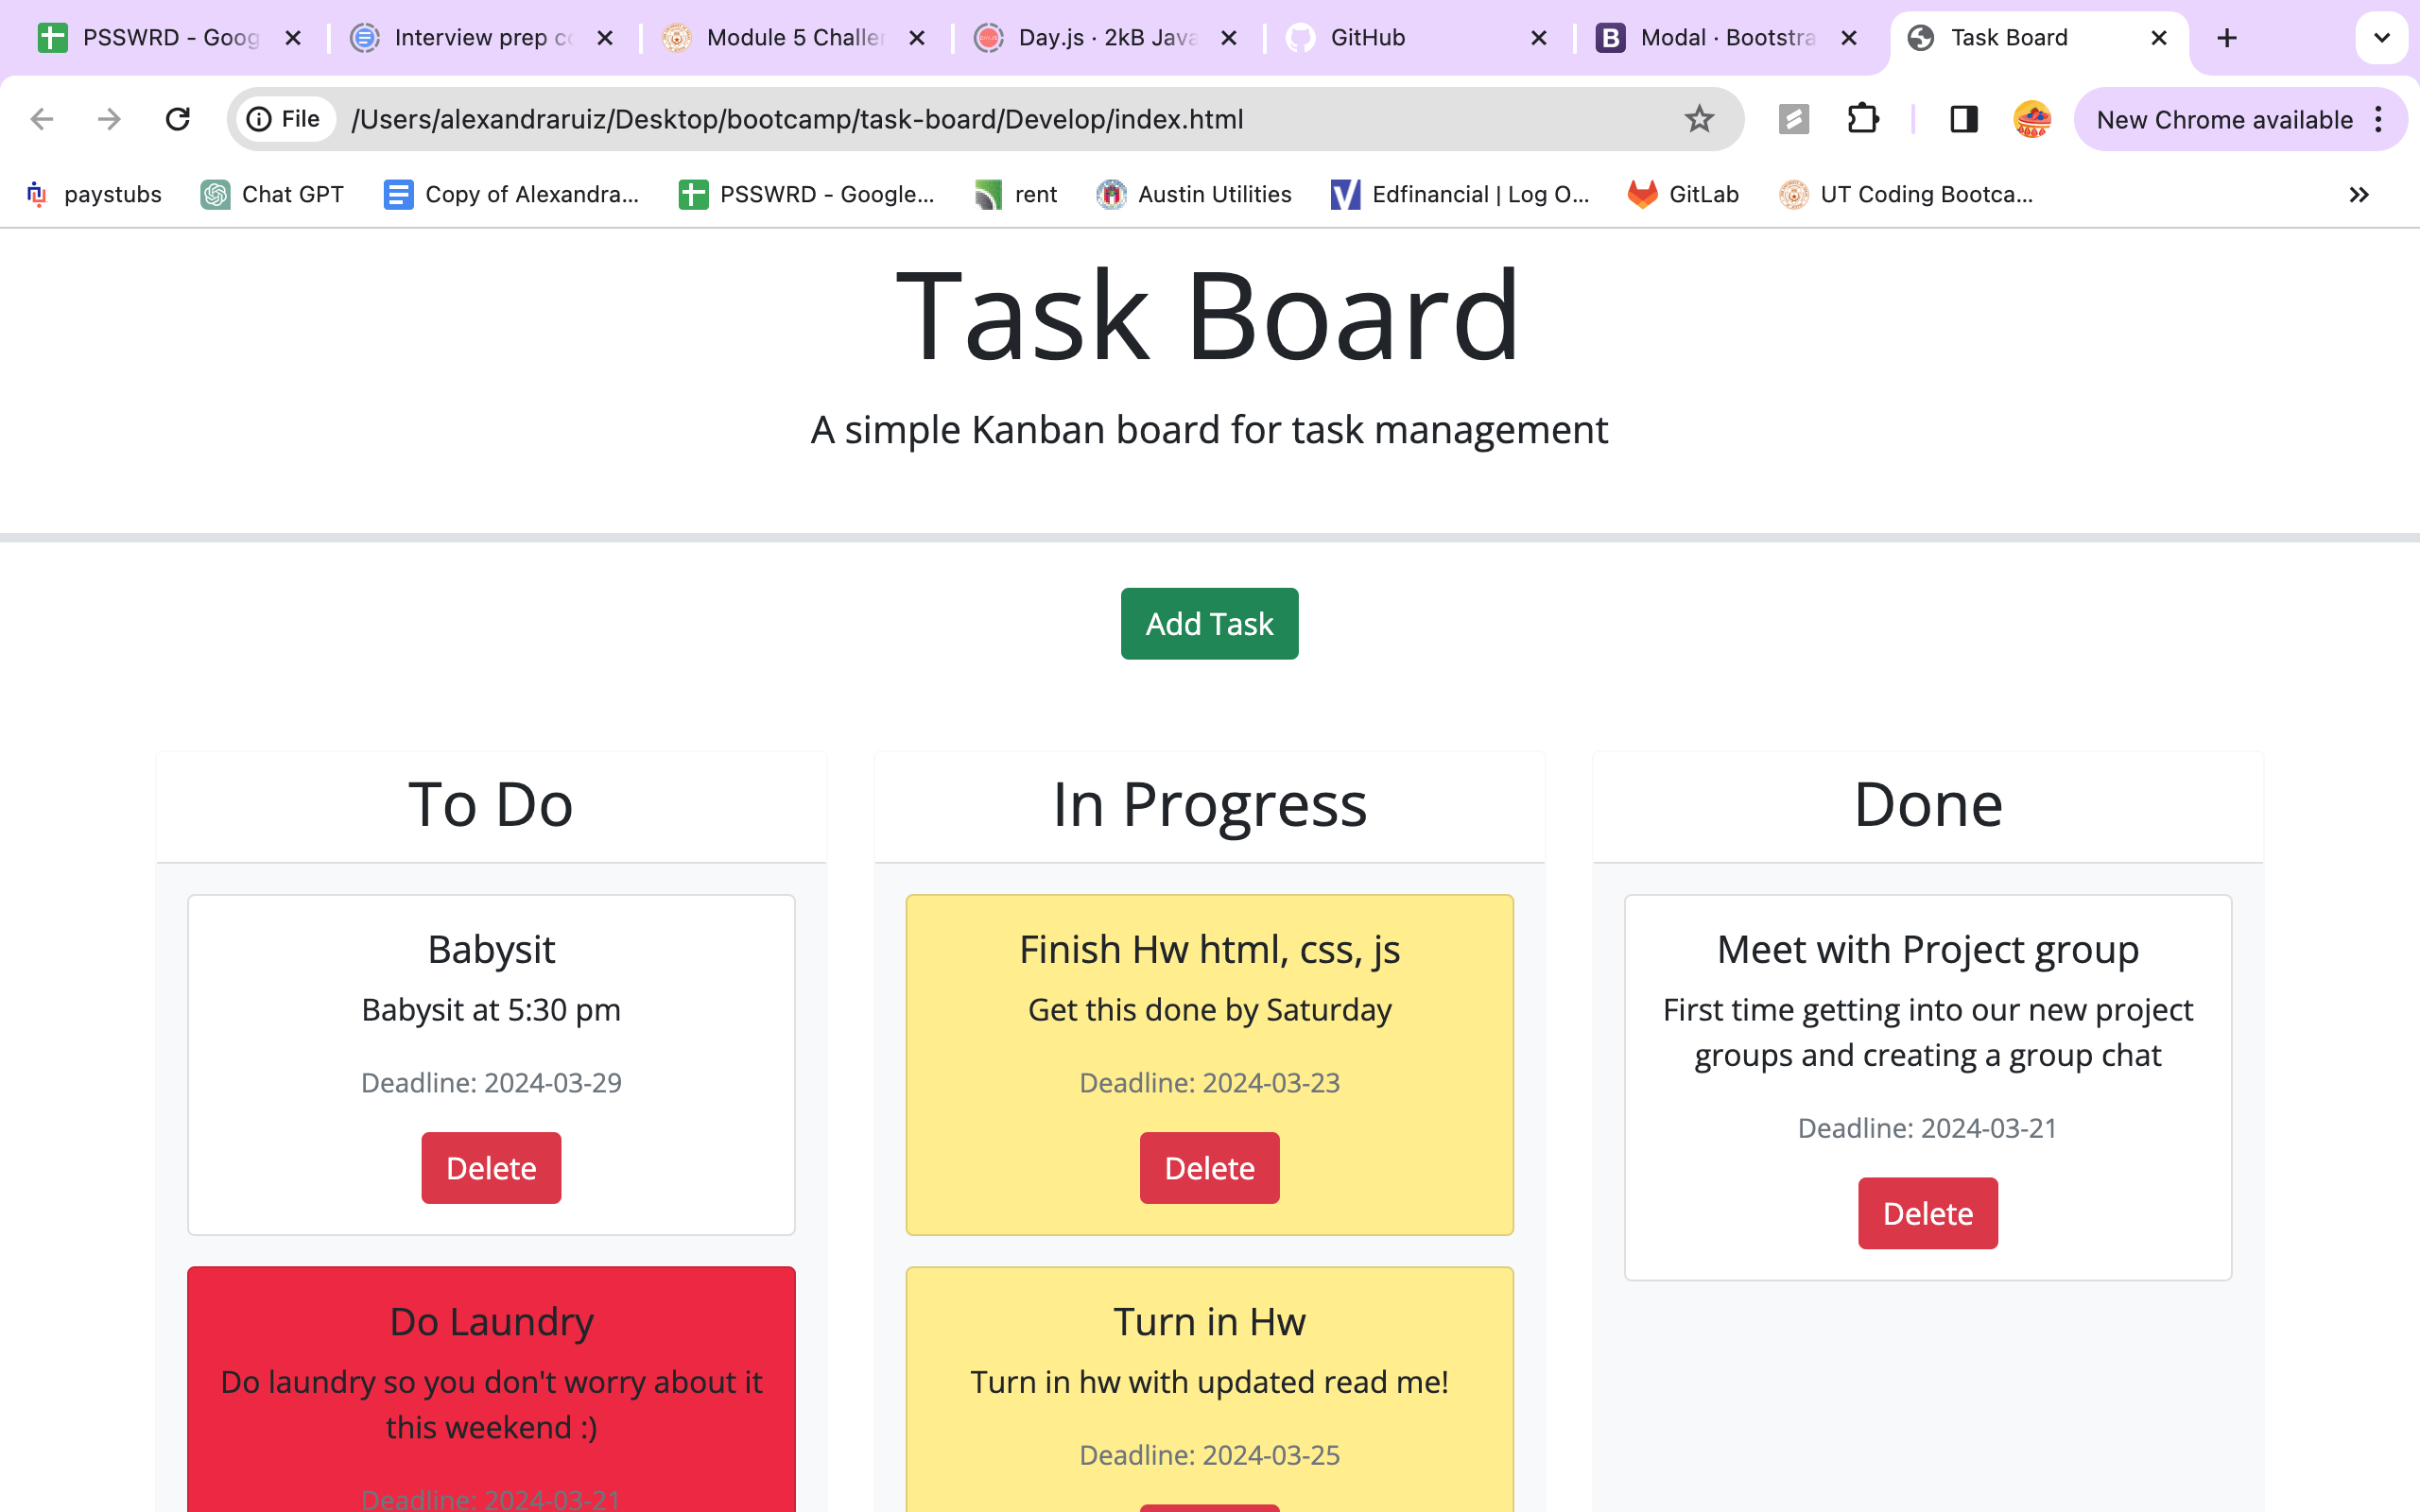 PSSWRD - Goog
Interview prep co
Module 5 Challen
Day.js · 2kB Java
GitHub
Modal · Bootstra
Task Board
File
/Users/alexandraruiz/Desktop/bootcamp/task-board/Develop/index.html
New Chrome available
paystubs
Chat GPT
Copy of Alexandra...
PSSWRD - Google...
rent
Austin Utilities
Edfinancial | Log O...
GitLab
UT Coding Bootca...
Task Board
A simple Kanban board for task management
Add Task
To Do
Babysit
Babysit at 5:30 pm
Deadline: 2024-03-29
Delete
Do Laundry
Do laundry so you don't worry about it
this weekend :)
Deadline: 2024-03-21
In Progress
Finish Hw html, css, js
Get this done by Saturday
Deadline: 2024-03-23
Delete
Turn in Hw
Turn in hw with updated read me!
Deadline: 2024-03-25
Done
Meet with Project group
First time getting into our new project
groups and creating a group chat
Deadline: 2024-03-21
Delete